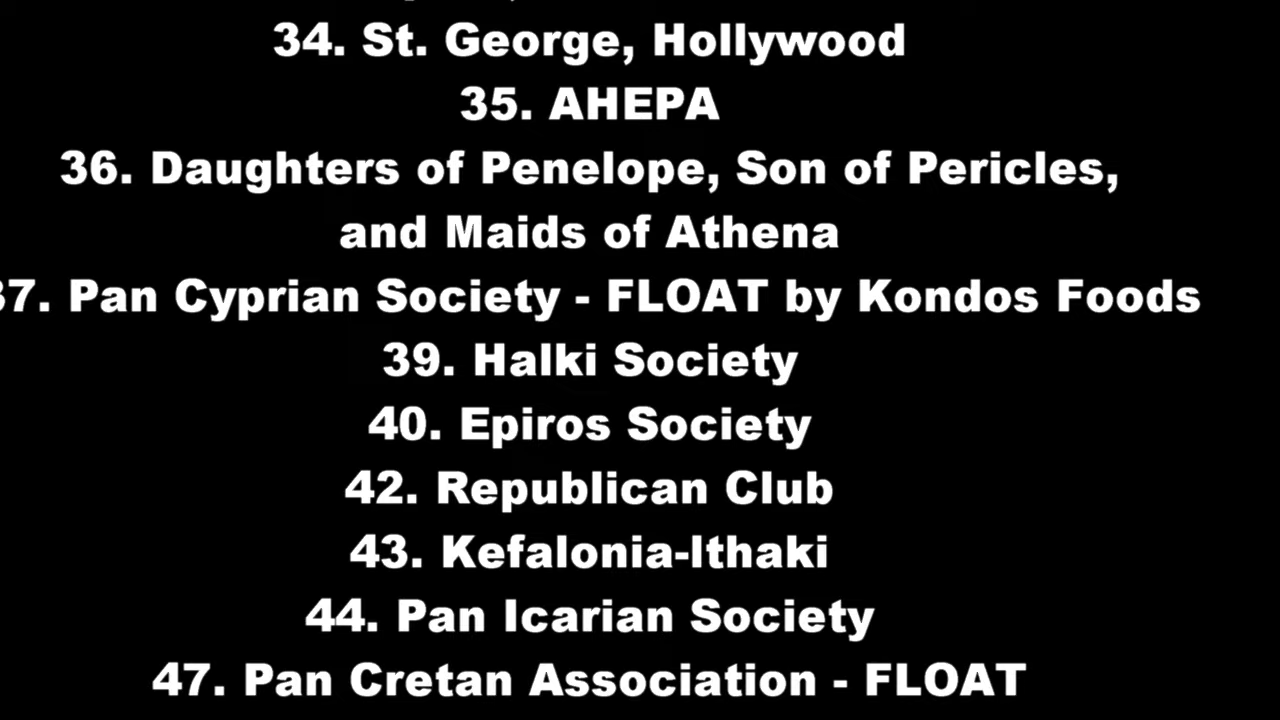 34. St. George, Hollywood
35. AHEPA
36. Daughters of Penelope, Son of Pericles,
and Maids of Athena
37. Pan Cyprian Society - FLOAT by Kondos Foods
39. Halki Society
40. Epiros Society
42. Republican Club
43. Kefalonia-Ithaki
44. Pan Icarian Society
47. Pan Cretan Association - FLOAT